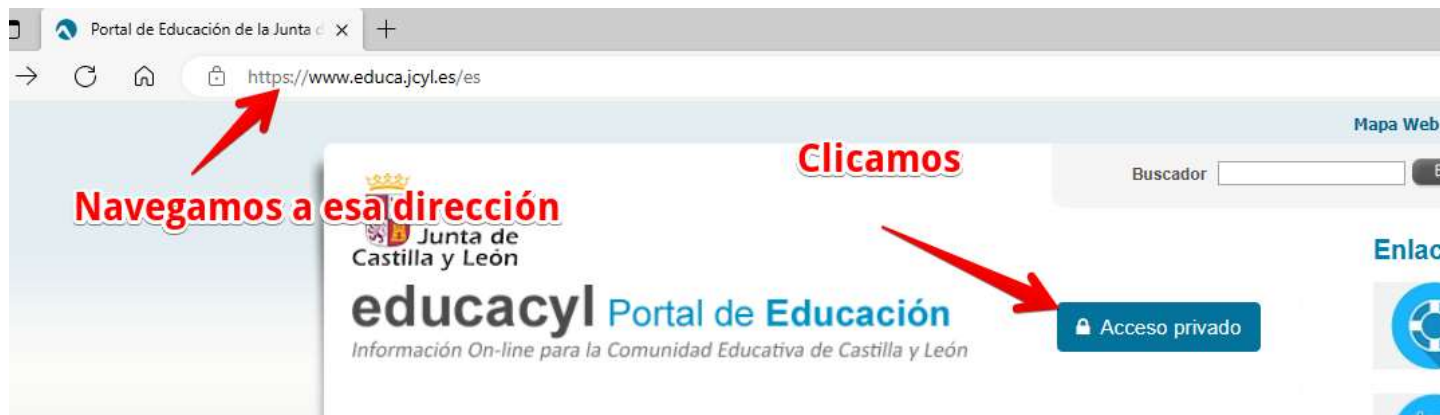 Portal de Educación de la Junta d
https://www.educa.jcyl.es/es
Mapa Web
Clicamos
Buscador
Navegamos a esa dirección
Junta de
Castilla y León
Enlac
educacyl Portal de Educación
Acceso privado
Información On-line para la Comunidad Educativa de Castilla y León